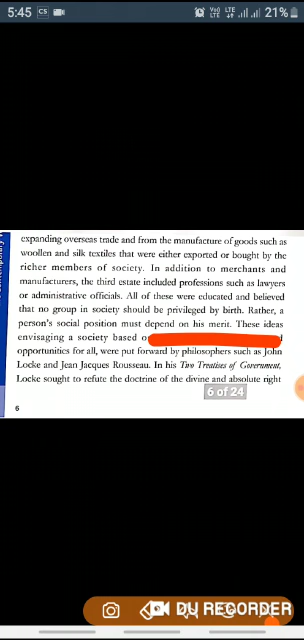 5:45 CS Vo) LTE LTE 21%
expanding overseas trade and from the manufacture of goods such as
woollen and silk textiles that were either exported or bought by the
richer members of society. In addition to merchants and
manufacturers, the third estate included professions such as lawyers
or administrative officials. All of these were educated and believed
that no group in society should be privileged by birth. Rather, a
person's social position must depend on his merit. These ideas
envisaging a society based
opportunities for all, were put forward by philosophers such as John
Locke and Jean Jacques Rousseau. In his Two Treatises of Government,
Locke sought to refute the doctrine of the divine and absolute right
6 of 24
6
DU RECORDER